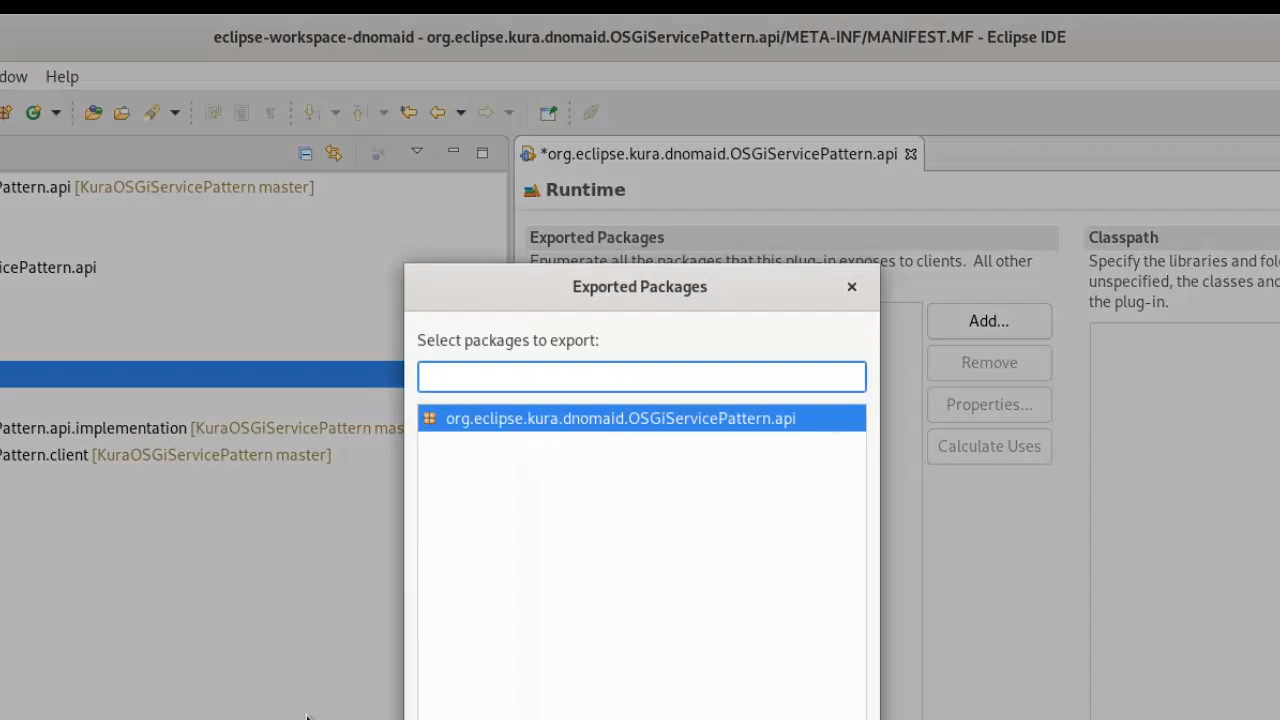 eclipse-workspace-dnomaid - org.eclipse.kura.dnomaid.OSGiServicePattern.api/META-INF/MANIFEST.MF - Eclipse IDE
dow Help
*org.eclipse.kura.dnomaid.OSGiServicePattern.api
Pattern.api [KuraOSGiServicePattern master]
Runtime
Exported Packages
Classpath
Enumerate all the packages that this plug-in exposes to clients. All other
Specify the libraries and fol
unspecified, the classes and
the plug-in.
icePattern.api
Exported Packages
Select packages to export:
org.eclipse.kura.dnomaid.OSGiServicePattern.api
Add...
Remove
Properties...
Calculate Uses
Pattern.api.implementation [KuraOSGiServicePattern mas
Pattern.client [KuraOSGiServicePattern master]